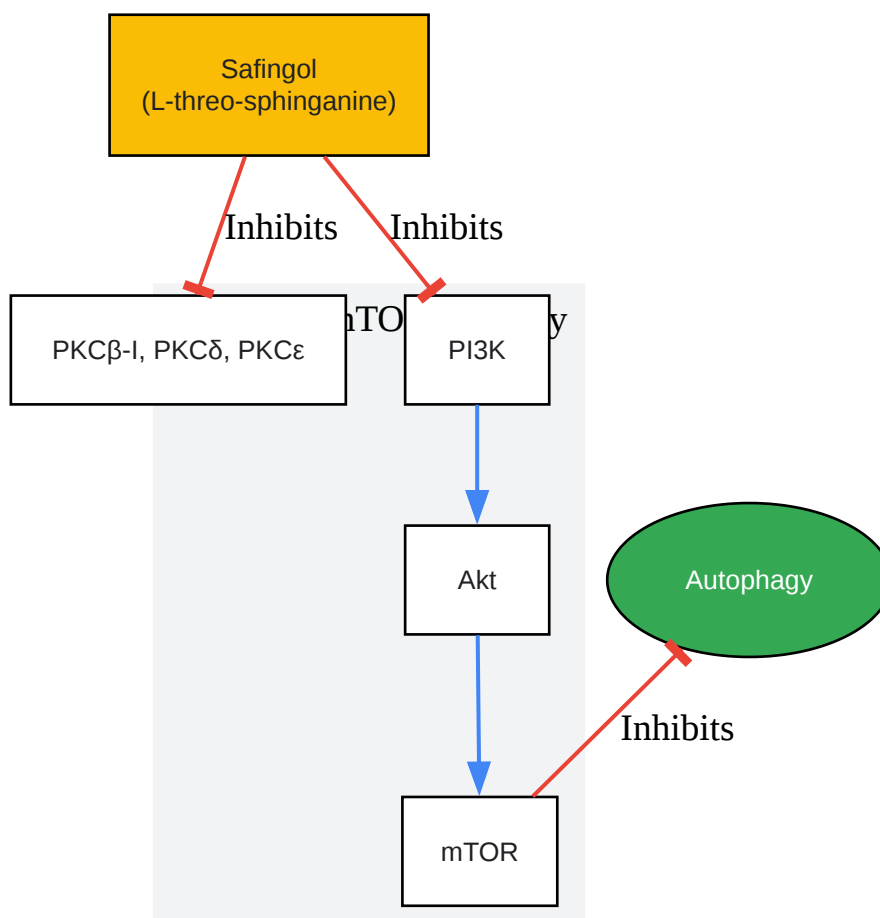 Safingol
(L-threo-sphinganine)
Inhibits
Inhibits
PKCβ-I, PKCδ, PKCε
PI3K
Akt
Autophagy
Inhibits
mTOR